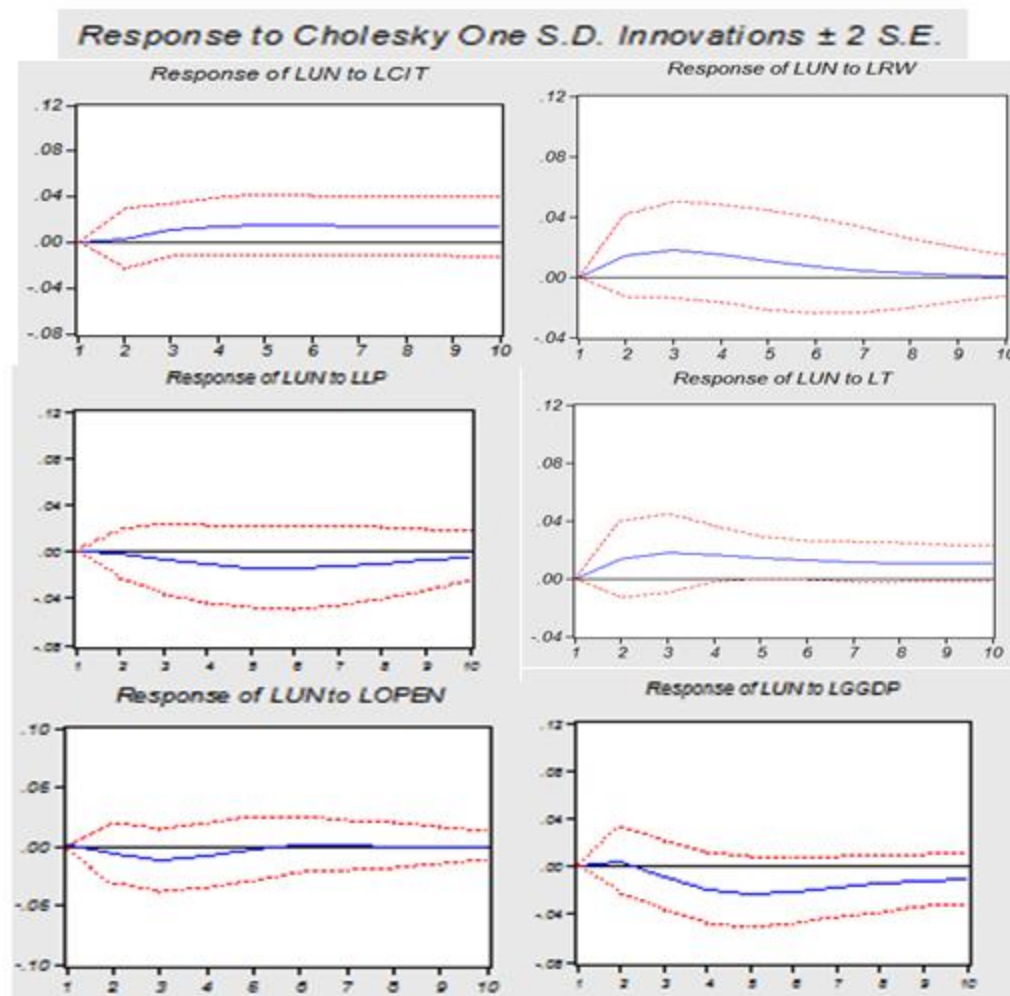 Response to Cholesky One S.D. Innovations ± 2 S.E.
Response of LUN to LCIT
.12
.08
.04
.00
-.04
-.08
1 2 3 4 5 6 7 8 9 10
Response of LUN to LRW
.12
.08
.04
.00
-.04
1 2 3 4 5 6 7 8 9 10
Response of LUN to LLP
.12
.08
.04
.00
-.04
-.08
1 2 3 4 5 6 7 8 9 10
Response of LUN to LT
.12
.08
.04
.00
-.04
1 2 3 4 5 6 7 8 9 10
Response of LUN to LOPEN
.10
.05
.00
-.05
-.10
1 2 3 4 5 6 7 8 9 10
Response of LUN to LGGDP
.12
.08
.04
.00
-.04
-.08
1 2 3 4 5 6 7 8 9 10